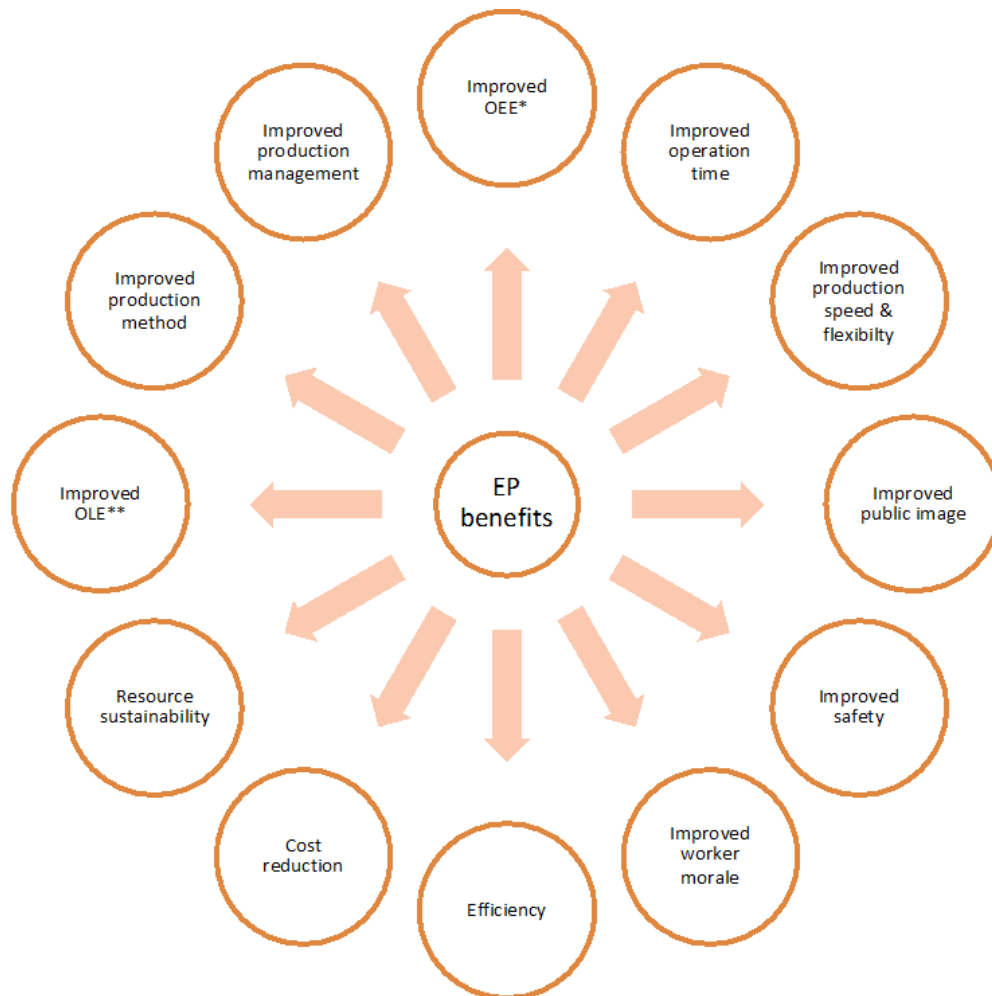 Improved
OEE*
Improved
operation
time
Improved
production
speed &
flexibilty
Improved
public image
Improved
safety
Improved
worker
morale
Efficiency
Cost
reduction
Resource
sustainability
Improved
OLE**
Improved
production
method
Improved
production
management
EP
benefits